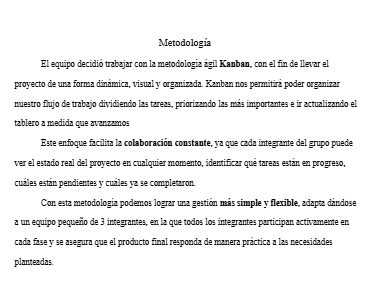 Metodología
El equipo decidió trabajar con la metodología ágil Kanban, con el fin de llevar el
proyecto de una forma dinámica, visual y organizada. Kanban nos permitirá poder organizar
nuestro flujo de trabajo dividiendo las tareas, priorizando las más importantes e ir actualizando el
tablero a medida que avanzamos
Este enfoque facilita la colaboración constante, ya que cada integrante del grupo puede
ver el estado real del proyecto en cualquier momento, identificar qué tareas están en progreso,
cuáles están pendientes y cuáles ya se completaron.
Con esta metodología podemos lograr una gestión más simple y flexible, adapta dándose
a un equipo pequeño de 3 integrantes, en la que todos los integrantes participan activamente en
cada fase y se asegura que el producto final responda de manera práctica a las necesidades
planteadas.